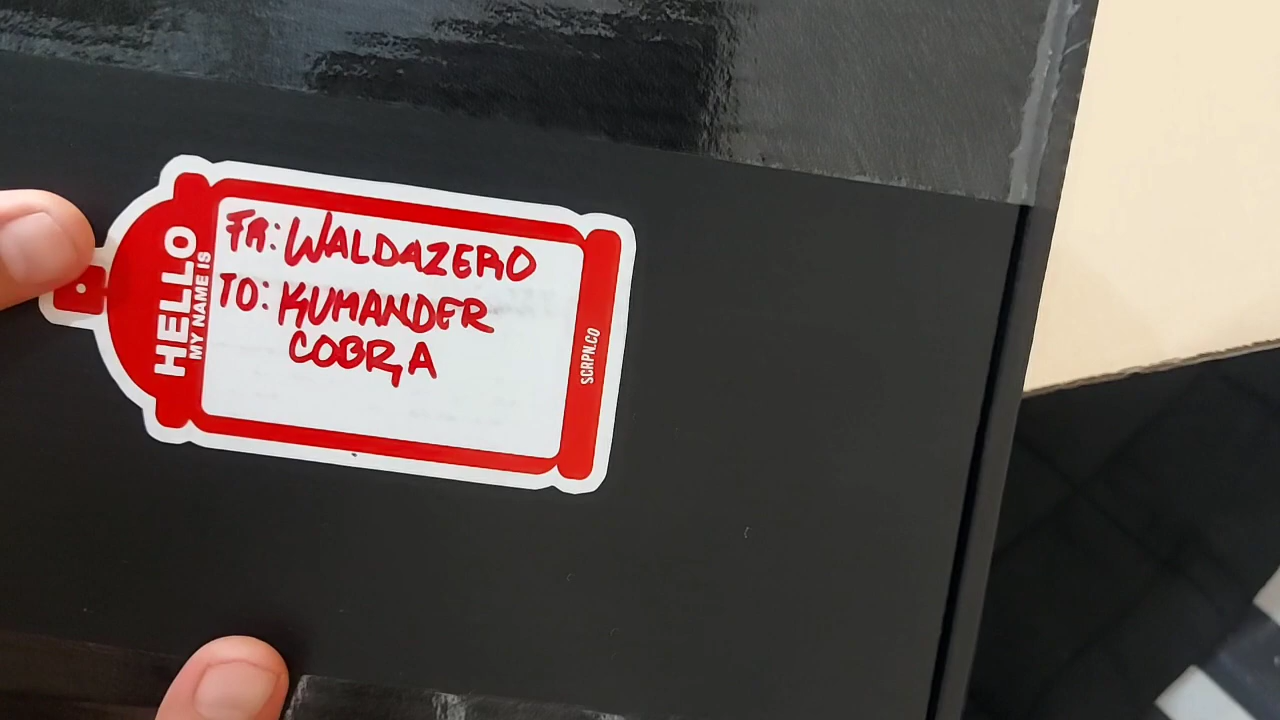 HELLO
MY NAME IS
FR: WALDAZERO
TO: KUMANDER
COBRA
SCRPN.CO